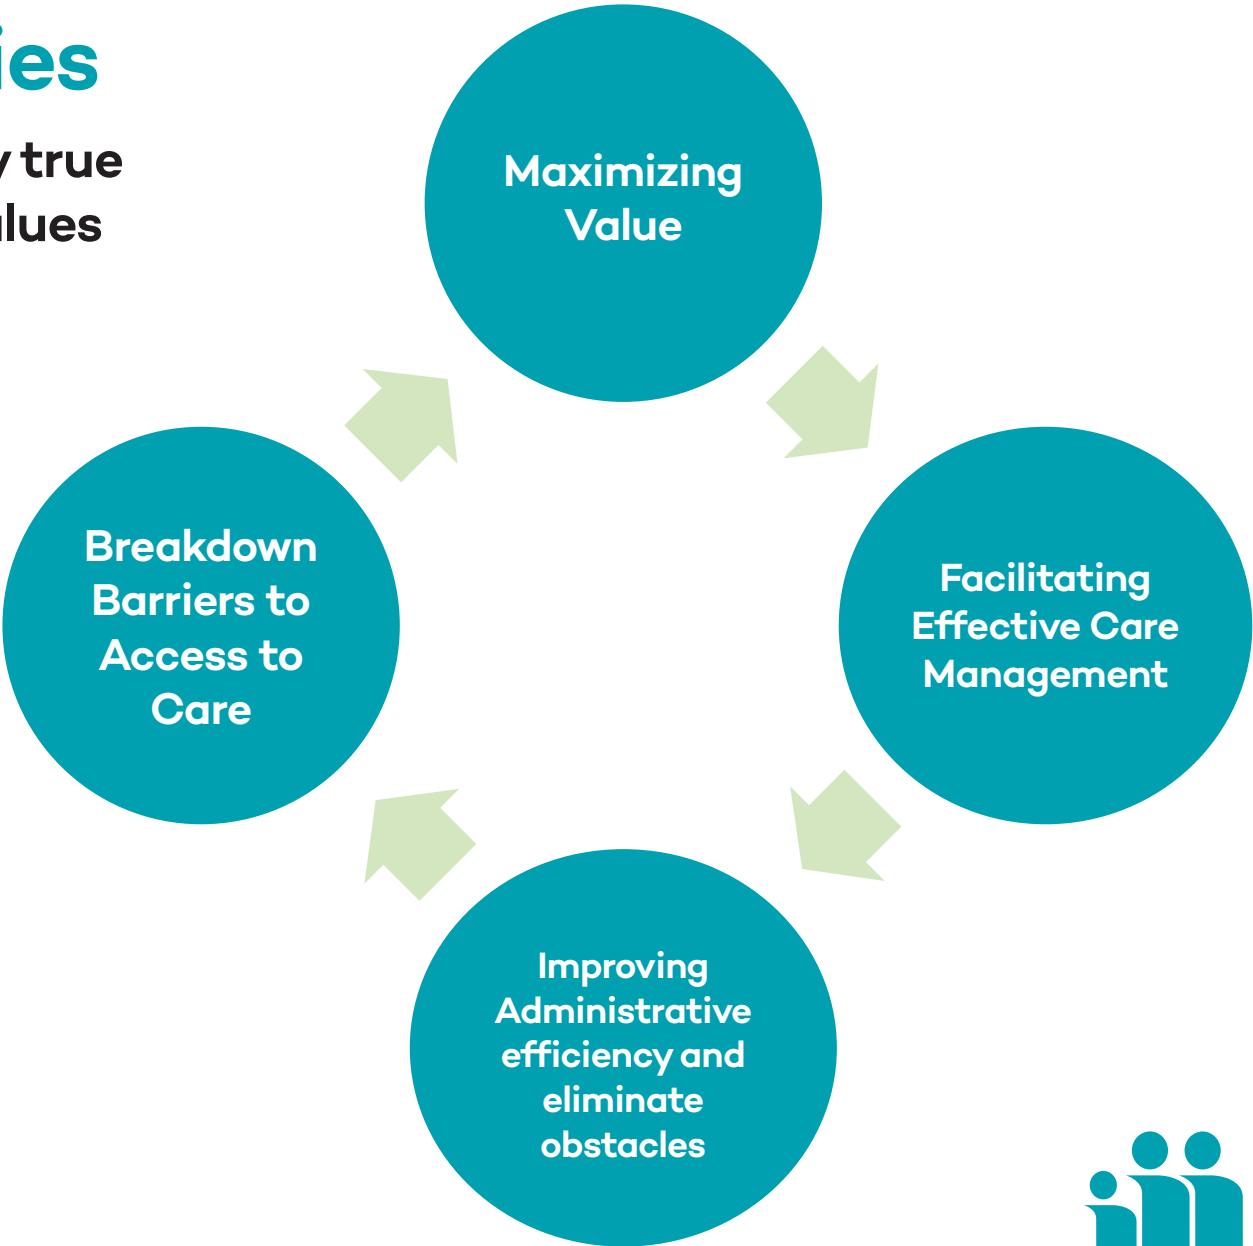 ies
y true
alues
Maximizing
Value
Breakdown
Barriers to
Access to
Care
Facilitating
Effective Care
Management
Improving
Administrative
efficiency and
eliminate
obstacles